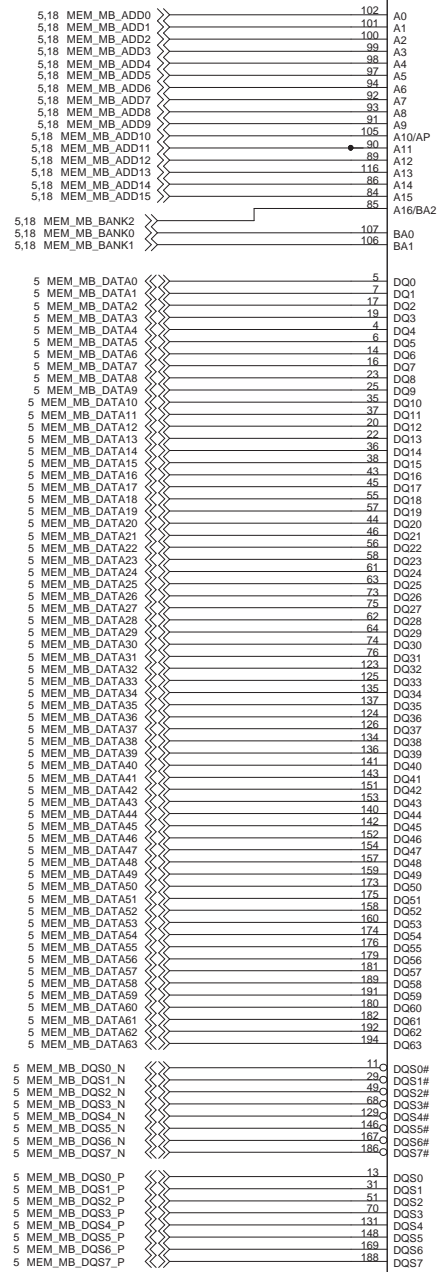 5,18 MEM_MB_ADD0 102 A0
5,18 MEM_MB_ADD1 101 A1
5,18 MEM_MB_ADD2 100 A2
5,18 MEM_MB_ADD3 99 A3
5,18 MEM_MB_ADD4 98 A4
5,18 MEM_MB_ADD5 97 A5
5,18 MEM_MB_ADD6 94 A6
5,18 MEM_MB_ADD7 92 A7
5,18 MEM_MB_ADD8 93 A8
5,18 MEM_MB_ADD9 91 A9
5,18 MEM_MB_ADD10 105 A10/AP
5,18 MEM_MB_ADD11 90 A11
5,18 MEM_MB_ADD12 89 A12
5,18 MEM_MB_ADD13 116 A13
5,18 MEM_MB_ADD14 86 A14
5,18 MEM_MB_ADD15 84 A15
85 A16/BA2
5,18 MEM_MB_BANK2
5,18 MEM_MB_BANK0 107 BA0
5,18 MEM_MB_BANK1 106 BA1
5 MEM_MB_DATA0 5 DQ0
5 MEM_MB_DATA1 7 DQ1
5 MEM_MB_DATA2 17 DQ2
5 MEM_MB_DATA3 19 DQ3
5 MEM_MB_DATA4 4 DQ4
5 MEM_MB_DATA5 6 DQ5
5 MEM_MB_DATA6 14 DQ6
5 MEM_MB_DATA7 16 DQ7
5 MEM_MB_DATA8 23 DQ8
5 MEM_MB_DATA9 25 DQ9
5 MEM_MB_DATA10 35 DQ10
5 MEM_MB_DATA11 37 DQ11
5 MEM_MB_DATA12 20 DQ12
5 MEM_MB_DATA13 22 DQ13
5 MEM_MB_DATA14 36 DQ14
5 MEM_MB_DATA15 38 DQ15
5 MEM_MB_DATA16 43 DQ16
5 MEM_MB_DATA17 45 DQ17
5 MEM_MB_DATA18 55 DQ18
5 MEM_MB_DATA19 57 DQ19
5 MEM_MB_DATA20 44 DQ20
5 MEM_MB_DATA21 46 DQ21
5 MEM_MB_DATA22 56 DQ22
5 MEM_MB_DATA23 58 DQ23
5 MEM_MB_DATA24 61 DQ24
5 MEM_MB_DATA25 63 DQ25
5 MEM_MB_DATA26 73 DQ26
5 MEM_MB_DATA27 75 DQ27
5 MEM_MB_DATA28 62 DQ28
5 MEM_MB_DATA29 64 DQ29
5 MEM_MB_DATA30 74 DQ30
5 MEM_MB_DATA31 76 DQ31
5 MEM_MB_DATA32 123 DQ32
5 MEM_MB_DATA33 125 DQ33
5 MEM_MB_DATA34 135 DQ34
5 MEM_MB_DATA35 137 DQ35
5 MEM_MB_DATA36 124 DQ36
5 MEM_MB_DATA37 126 DQ37
5 MEM_MB_DATA38 134 DQ38
5 MEM_MB_DATA39 136 DQ39
5 MEM_MB_DATA40 141 DQ40
5 MEM_MB_DATA41 143 DQ41
5 MEM_MB_DATA42 151 DQ42
5 MEM_MB_DATA43 153 DQ43
5 MEM_MB_DATA44 140 DQ44
5 MEM_MB_DATA45 142 DQ45
5 MEM_MB_DATA46 152 DQ46
5 MEM_MB_DATA47 154 DQ47
5 MEM_MB_DATA48 157 DQ48
5 MEM_MB_DATA49 159 DQ49
5 MEM_MB_DATA50 173 DQ50
5 MEM_MB_DATA51 175 DQ51
5 MEM_MB_DATA52 158 DQ52
5 MEM_MB_DATA53 160 DQ53
5 MEM_MB_DATA54 174 DQ54
5 MEM_MB_DATA55 176 DQ55
5 MEM_MB_DATA56 179 DQ56
5 MEM_MB_DATA57 181 DQ57
5 MEM_MB_DATA58 189 DQ58
5 MEM_MB_DATA59 191 DQ59
5 MEM_MB_DATA60 180 DQ60
5 MEM_MB_DATA61 182 DQ61
5 MEM_MB_DATA62 192 DQ62
5 MEM_MB_DATA63 194 DQ63
5 MEM_MB_DQS0_N 11 DQS0#
5 MEM_MB_DQS1_N 29 DQS1#
5 MEM_MB_DQS2_N 49 DQS2#
5 MEM_MB_DQS3_N 68 DQS3#
5 MEM_MB_DQS4_N 129 DQS4#
5 MEM_MB_DQS5_N 146 DQS5#
5 MEM_MB_DQS6_N 167 DQS6#
5 MEM_MB_DQS7_N 186 DQS7#
5 MEM_MB_DQS0_P 13 DQS0
5 MEM_MB_DQS1_P 31 DQS1
5 MEM_MB_DQS2_P 51 DQS2
5 MEM_MB_DQS3_P 70 DQS3
5 MEM_MB_DQS4_P 131 DQS4
5 MEM_MB_DQS5_P 148 DQS5
5 MEM_MB_DQS6_P 169 DQS6
5 MEM_MB_DQS7_P 188 DQS7